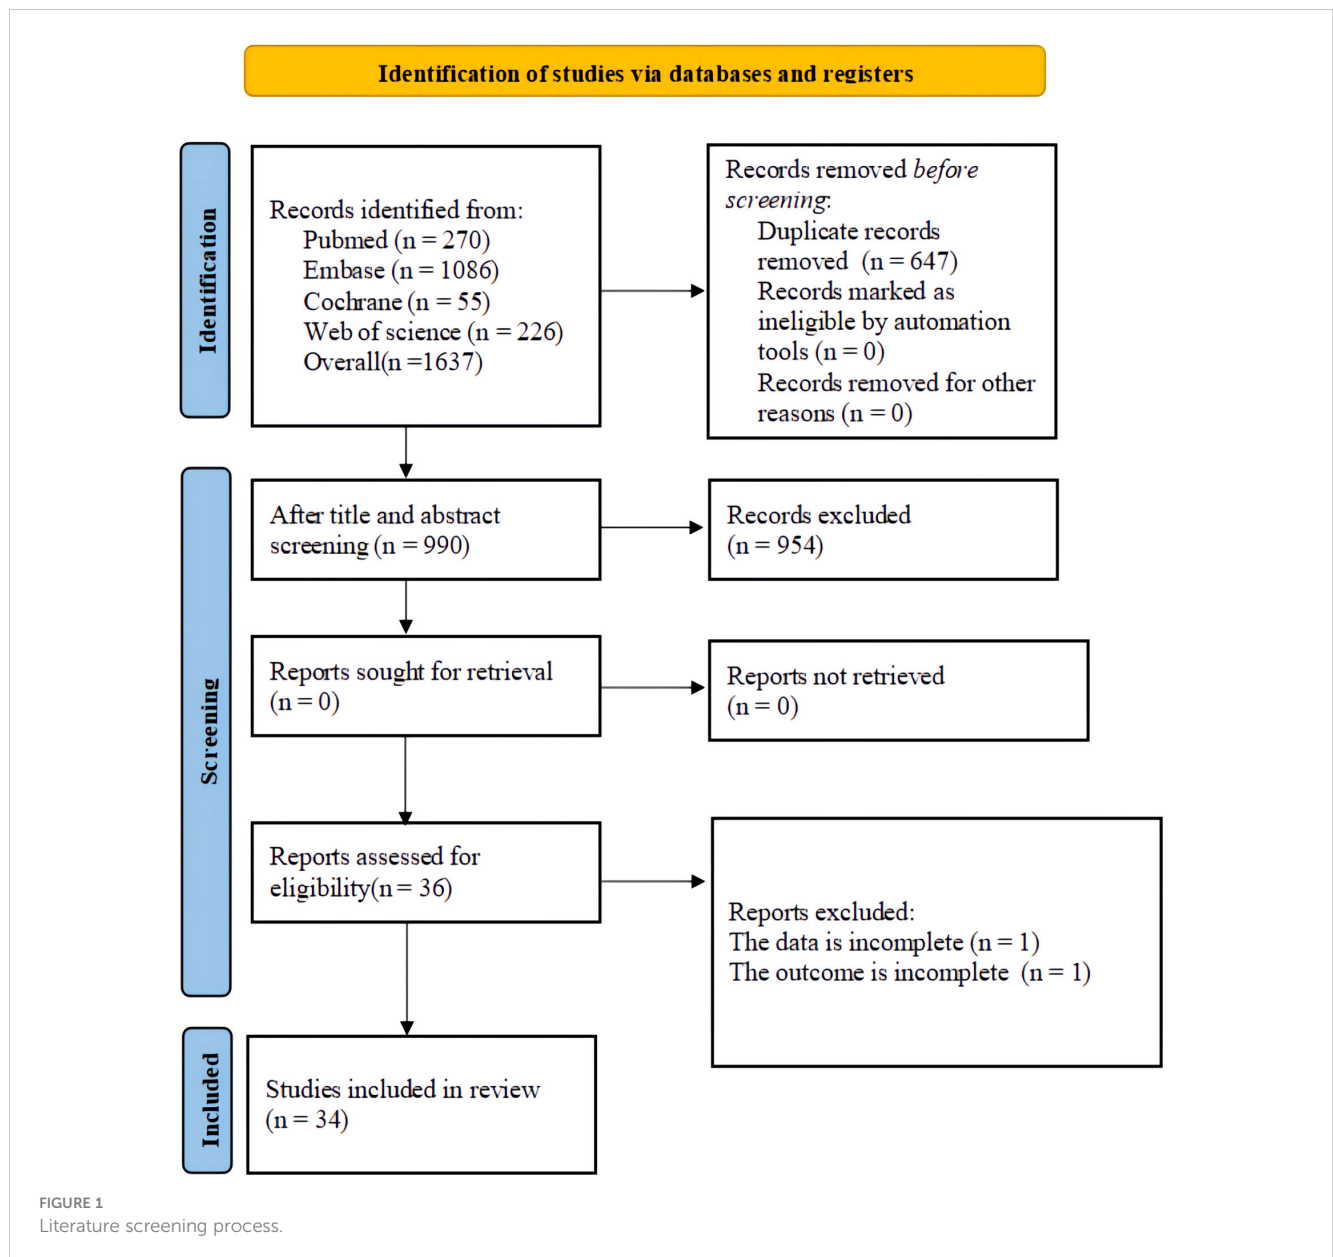 Identification of studies via databases and registers
Identification
Records identified from:
Pubmed (n = 270)
Embase (n = 1086)
Cochrane (n = 55)
Web of science (n = 226)
Overall(n =1637)
Records removed before
screening:
Duplicate records
removed (n = 647)
Records marked as
ineligible by automation
tools (n = 0)
Records removed for other
reasons (n = 0)
Screening
After title and abstract
screening (n = 990)
Records excluded
(n = 954)
Reports sought for retrieval
(n = 0)
Reports not retrieved
(n = 0)
Reports assessed for
eligibility(n = 36)
Reports excluded:
The data is incomplete (n = 1)
The outcome is incomplete (n = 1)
Included
Studies included in review
(n = 34)
FIGURE 1
Literature screening process.